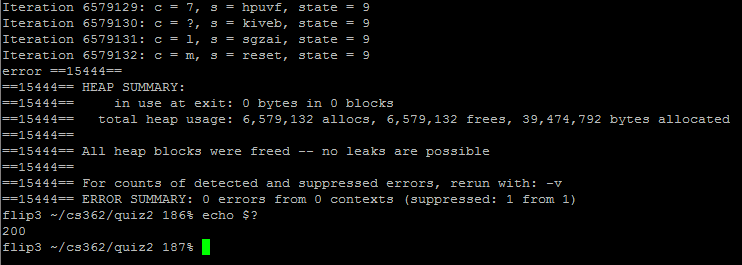 Iteration 6579129: c = 7, s = hpuvf, state = 9
Iteration 6579130: c = ?, s = kiveb, state = 9
Iteration 6579131: c = l, s = sgzai, state = 9
Iteration 6579132: c = m, s = reset, state = 9
error ==15444==
==15444== HEAP SUMMARY:
==15444==     in use at exit: 0 bytes in 0 blocks
==15444==   total heap usage: 6,579,132 allocs, 6,579,132 frees, 39,474,792 bytes allocated
==15444==
==15444== All heap blocks were freed -- no leaks are possible
==15444==
==15444== For counts of detected and suppressed errors, rerun with: -v
==15444== ERROR SUMMARY: 0 errors from 0 contexts (suppressed: 1 from 1)
flip3 ~/cs362/quiz2 186% echo $?
200
flip3 ~/cs362/quiz2 187%